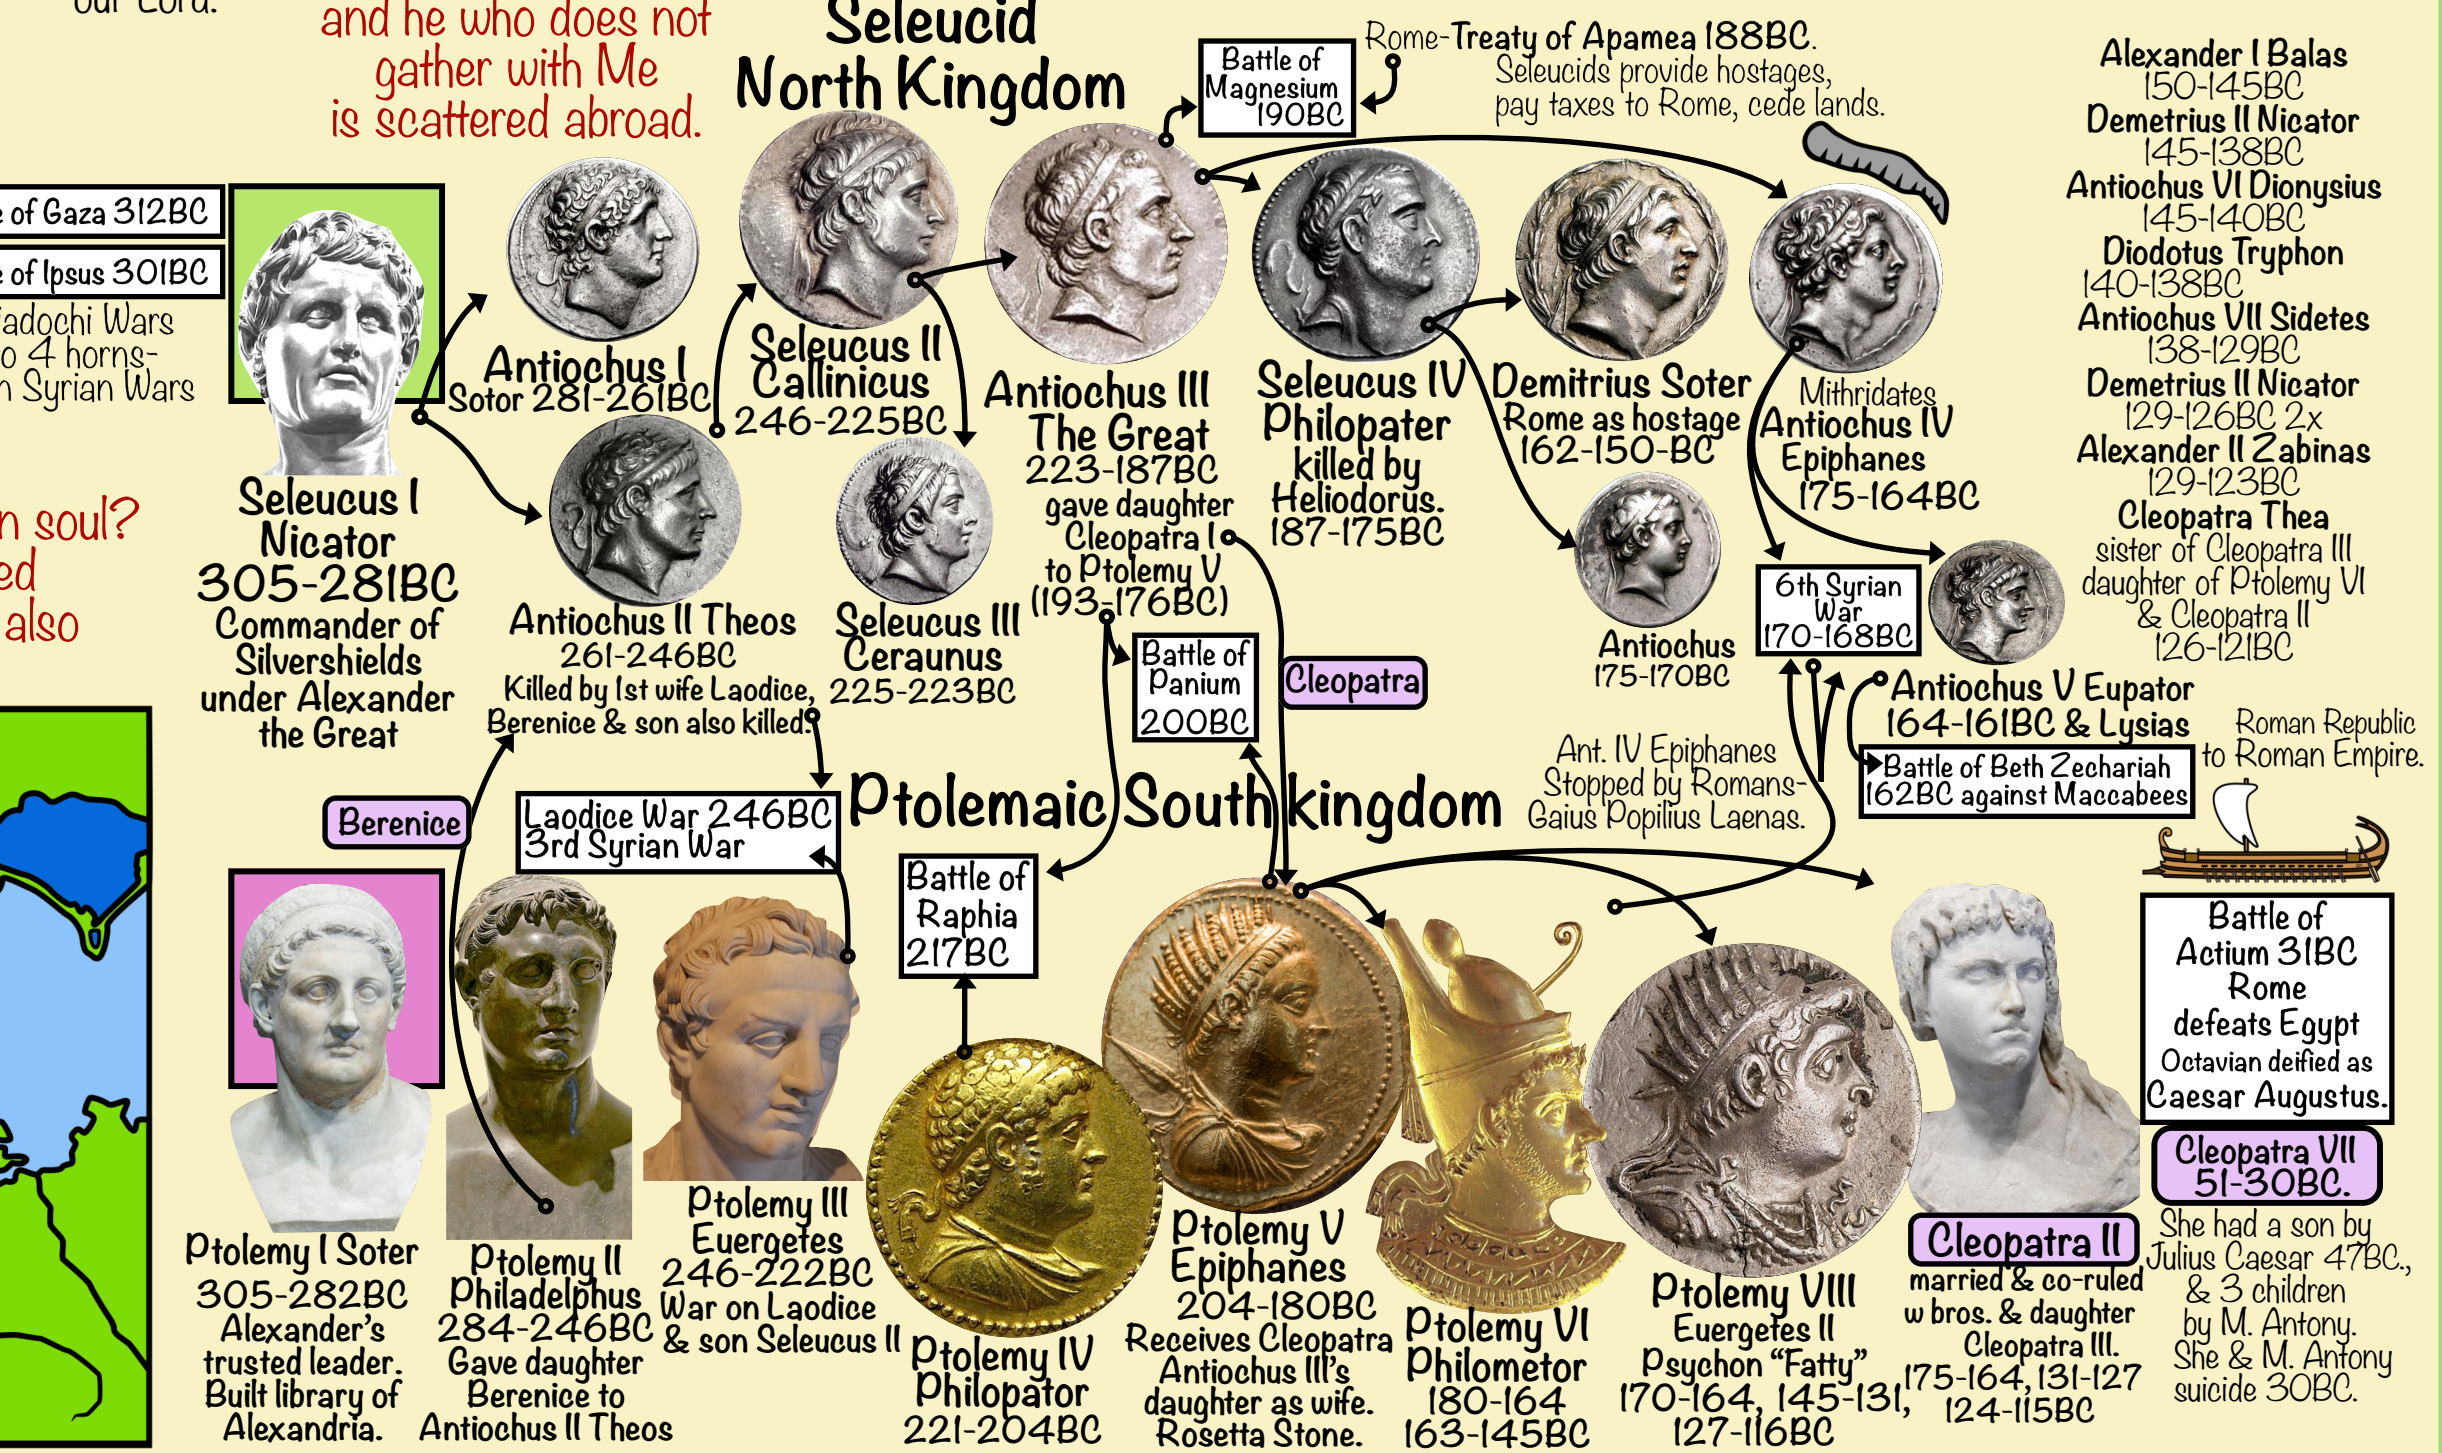 our Lord.
and he who does not
gather with Me
is scattered abroad.
Seleucid
North Kingdom
Battle of
Magnesium
190BC
Rome-Treaty of Apamea 188BC.
Seleucids provide hostages,
pay taxes to Rome, cede lands.
Alexander I Balas
150-145BC
Demetrius II Nicator
145-138BC
Antiochus VI Dionysius
145-140BC
Diodotus Tryphon
140-138BC
Antiochus VII Sidetes
138-129BC
Demetrius II Nicator
129-126BC 2x
Alexander II Zabinas
129-123BC
Cleopatra Thea
sister of Cleopatra III
daughter of Ptolemy VI
& Cleopatra II
126-121BC
e of Gaza 312BC
e of Ipsus 301BC
iadochi Wars
o 4 horns-
n Syrian Wars
n soul?
ed
also
Seleucus I
Nicator
305-281BC
Commander of
Silvershields
under Alexander
the Great
Antiochus I
Sotor 281-261BC
Antiochus II Theos
261-246BC
Killed by 1st wife Laodice,
Berenice & son also killed.
Seleucus II
Callinicus
246-225BC
Seleucus III
Ceraunus
225-223BC
Antiochus III
The Great
223-187BC
gave daughter
Cleopatra I
to Ptolemy V
(193-176BC)
Seleucus IV
Philopater
killed by
Heliodorus.
187-175BC
Demitrius Soter
Rome as hostage
162-150-BC
Antiochus
175-170BC
Mithridates
Antiochus IV
Epiphanes
175-164BC
6th Syrian
War
170-168BC
Antiochus V Eupator
164-161BC & Lysias
Battle of Beth Zechariah
162BC against Maccabees
Roman Republic
to Roman Empire.
Battle of
Panium
200BC
Cleopatra
Ant. IV Epiphanes
Stopped by Romans-
Gaius Popilius Laenas.
Berenice
Laodice War 246BC
3rd Syrian War
Ptolemaic South kingdom
Battle of
Raphia
217BC
Battle of
Actium 31BC
Rome
defeats Egypt
Octavian deified as
Caesar Augustus.
Cleopatra VII
51-30BC.
She had a son by
Julius Caesar 47BC.,
& 3 children
by M. Antony.
She & M. Antony
suicide 30BC.
Ptolemy I Soter
305-282BC
Alexander's
trusted leader.
Built library of
Alexandria.
Ptolemy II
Philadelphus
284-246BC
Gave daughter
Berenice to
Antiochus II Theos
Ptolemy III
Euergetes
246-222BC
War on Laodice
& son Seleucus II
Ptolemy IV
Philopator
221-204BC
Ptolemy V
Epiphanes
204-180BC
Receives Cleopatra
Antiochus III's
daughter as wife.
Rosetta Stone.
Ptolemy VI
Philometor
180-164
163-145BC
Ptolemy VIII
Euergetes II
Psychon "Fatty"
170-164, 145-131,
127-116BC
Cleopatra II
married & co-ruled
w bros. & daughter
Cleopatra III.
175-164, 131-127
124-115BC